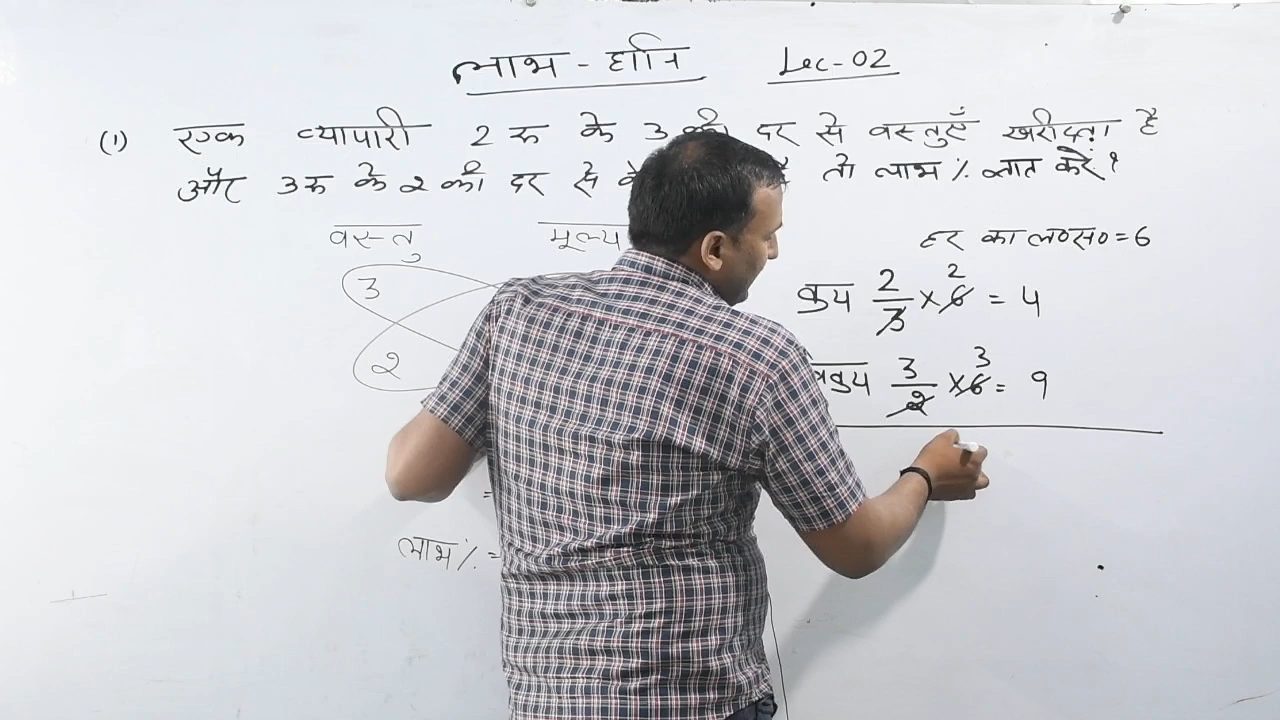 लाभ - हानि Lec-02
(1) एक व्यापारी 2 रू के 3 की दर से वस्तुएँ खरीदता है
और 3 रू के 2 की दर से तो लाभ % ज्ञात करे ?
वस्तु मूल्य हर का ल०स० = 6
3 क्रय 2/3 × 6 2 = 4
2 विक्रय 3/2 × 6 3 = 9
=
लाभ % =